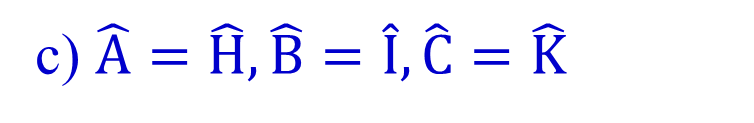 c) Â = Ĥ, B̂ = Î, Ĉ = K̂